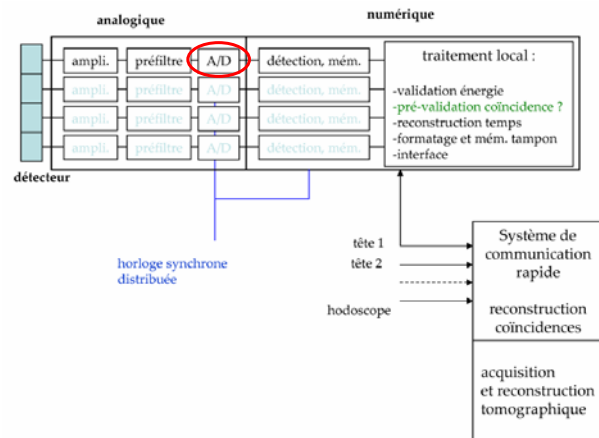 analogique
numérique
ampli. préfiltre A/D détection, mém.
ampli. préfiltre A/D détection, mém.
ampli. préfiltre A/D détection, mém.
ampli. préfiltre A/D détection, mém.
traitement local :
-validation énergie
-pré-validation coïncidence ?
-reconstruction temps
-formatage et mém. tampon
-interface
détecteur
horloge synchrone
distribuée
tête 1
tête 2
hodoscope
Système de
communication
rapide
reconstruction
coïncidences
acquisition
et reconstruction
tomographique